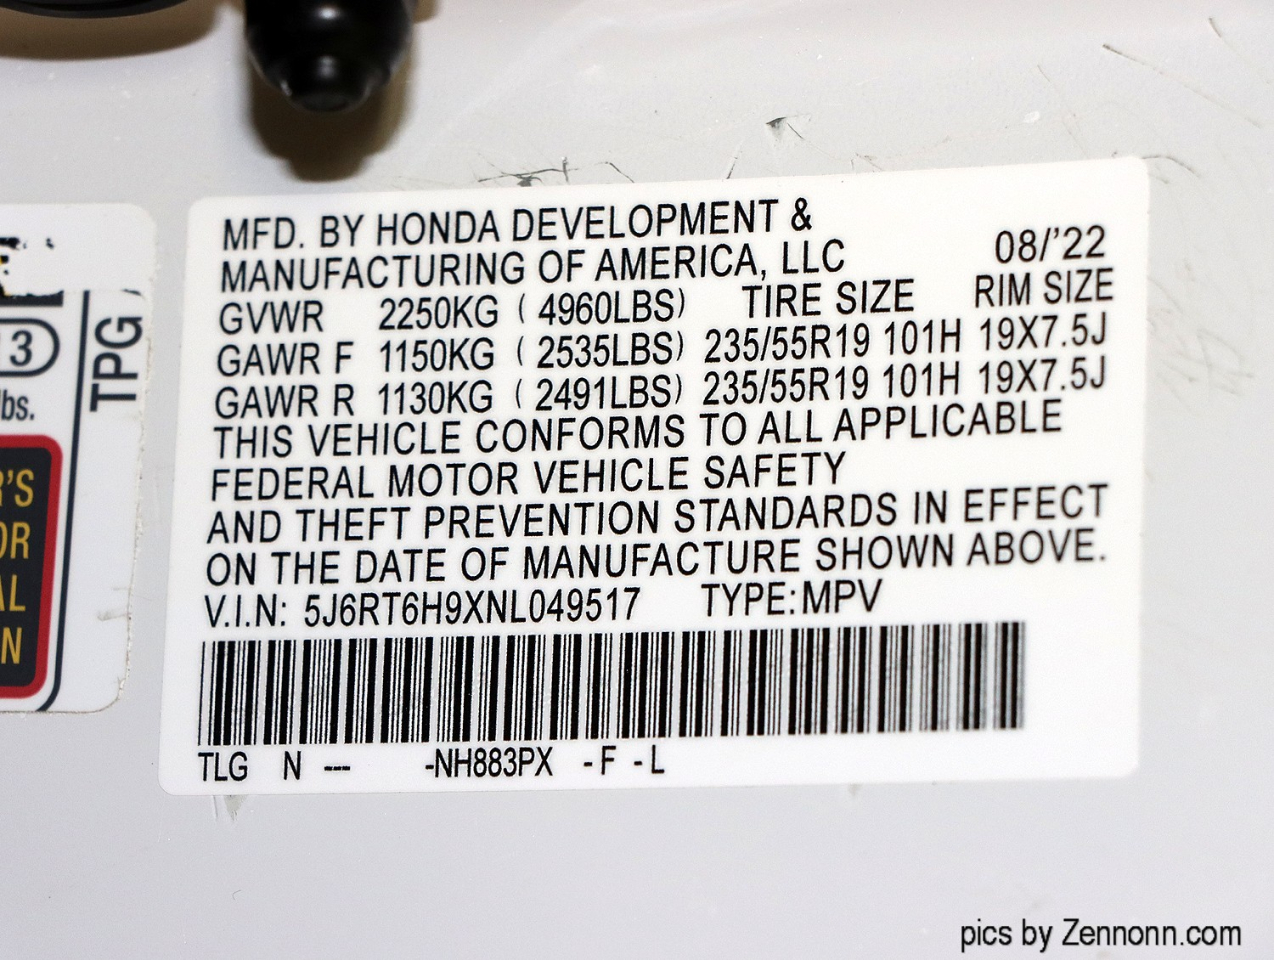 MFD. BY HONDA DEVELOPMENT &
MANUFACTURING OF AMERICA, LLC 08/'22
GVWR 2250KG ( 4960LBS) TIRE SIZE RIM SIZE
GAWR F 1150KG ( 2535LBS) 235/55R19 101H 19X7.5J
GAWR R 1130KG ( 2491LBS) 235/55R19 101H 19X7.5J
THIS VEHICLE CONFORMS TO ALL APPLICABLE
FEDERAL MOTOR VEHICLE SAFETY
AND THEFT PREVENTION STANDARDS IN EFFECT
ON THE DATE OF MANUFACTURE SHOWN ABOVE.
V.I.N: 5J6RT6H9XNL049517 TYPE:MPV
TLG N --- -NH883PX -F -L
TPG
3
lbs.
R'S
OR
AL
N
pics by Zennonn.com